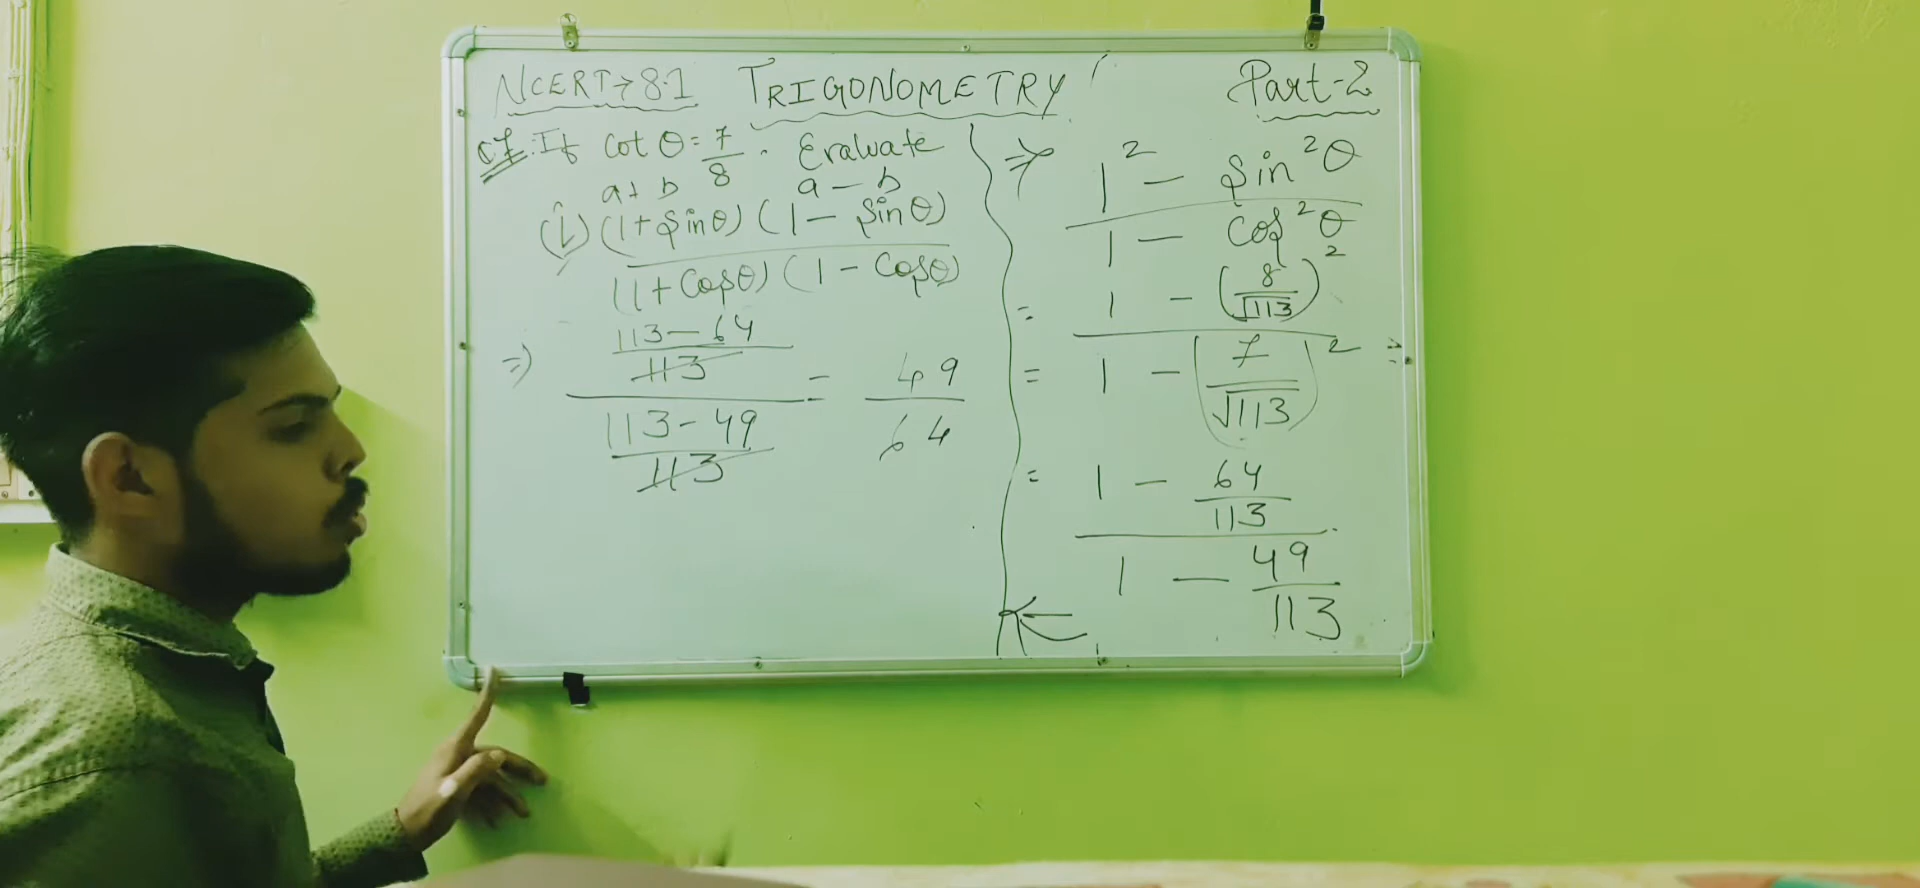 NCERT → 8.1 TRIGONOMETRY Part-2
Q7. If cot θ = 7/8. Evaluate
a+b a-b
(i) (1+sinθ) (1 - sinθ)
(1+cosθ) (1 - cosθ)
⇒ 113-64
113
113-49
113
= 49
64
⇒ 1² - sin²θ
1 - cos²θ
= 1 - (8/√113)²
= 1 - (7/√113)²
= 1 - 64/113
1 - 49/113